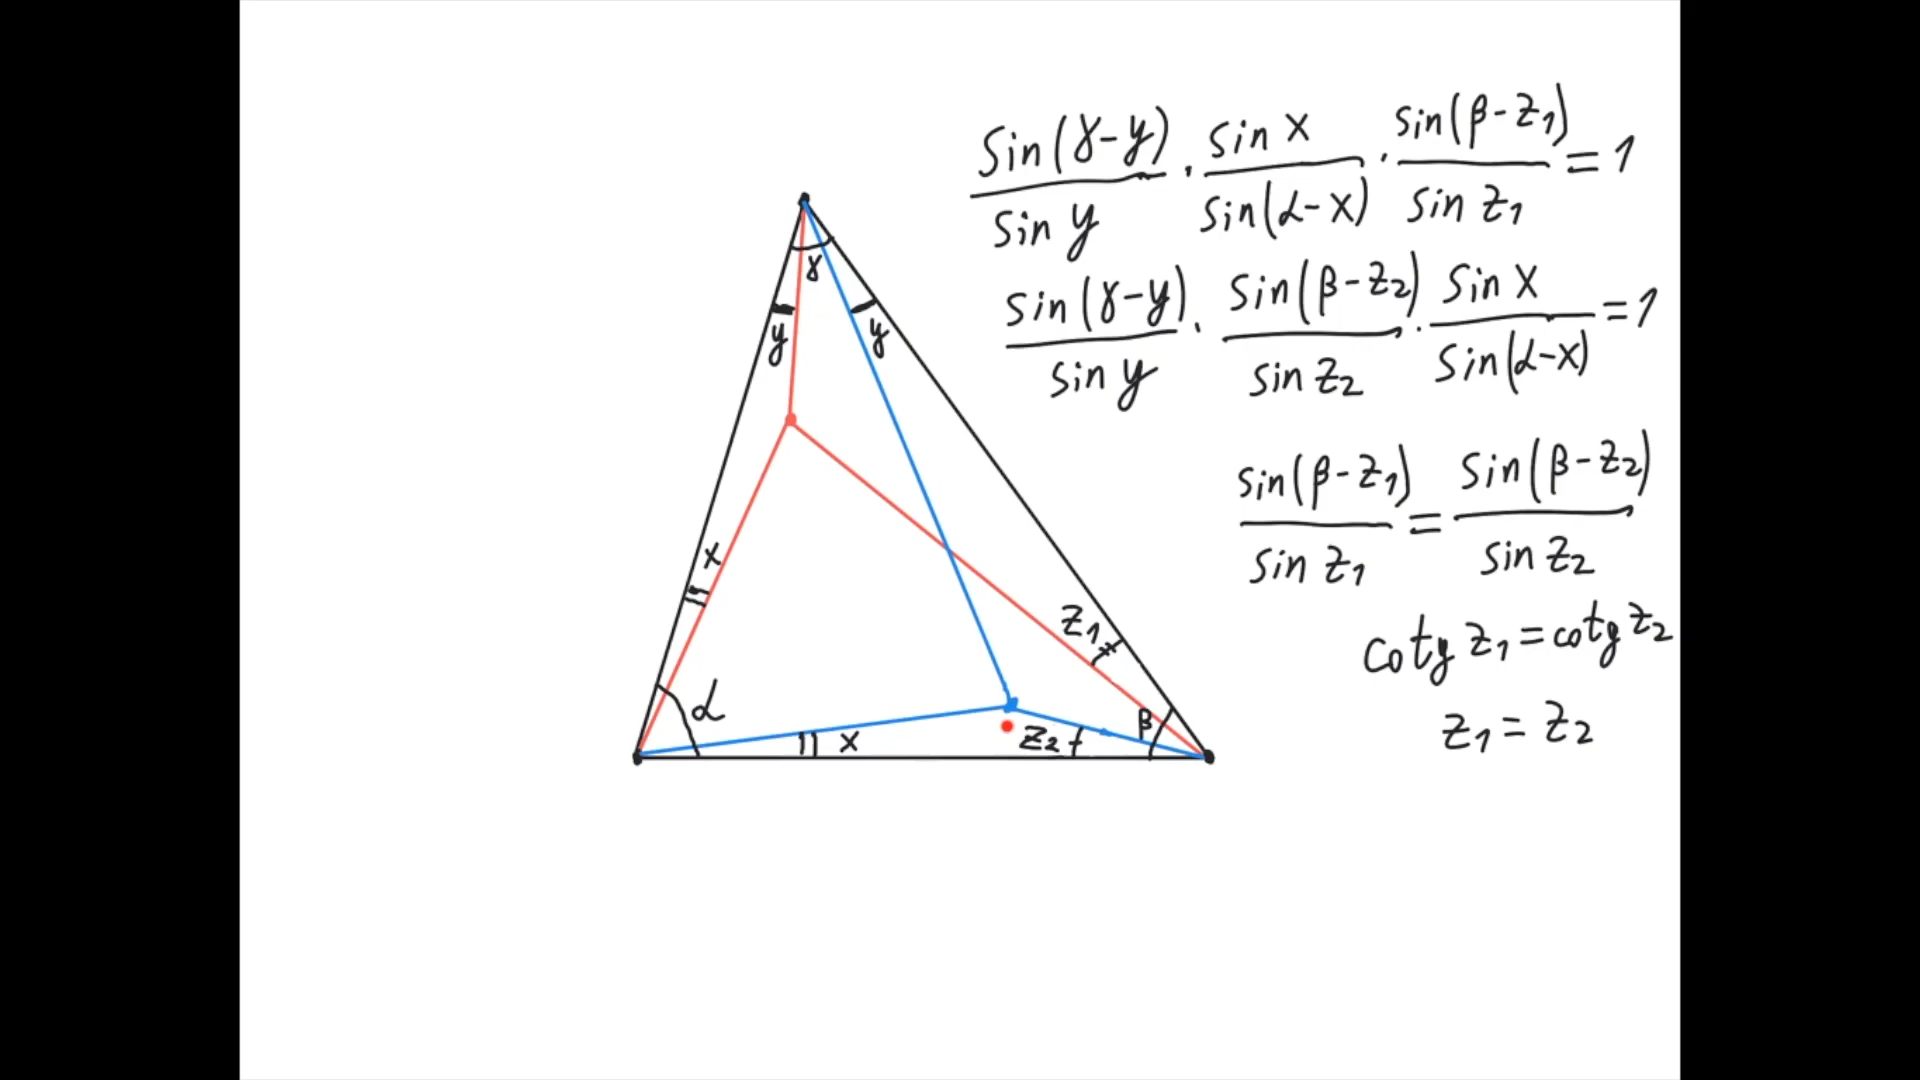 sin(γ-y)/sin y · sin x/sin(α-x) · sin(β-z₁)/sin z₁ = 1
sin(γ-y)/sin y · sin(β-z₂)/sin z₂ · sin x/sin(α-x) = 1
sin(β-z₁)/sin z₁ = sin(β-z₂)/sin z₂
cotg z₁ = cotg z₂
z₁ = z₂
γ
y
y
x
z₁
α
β
x
z₂